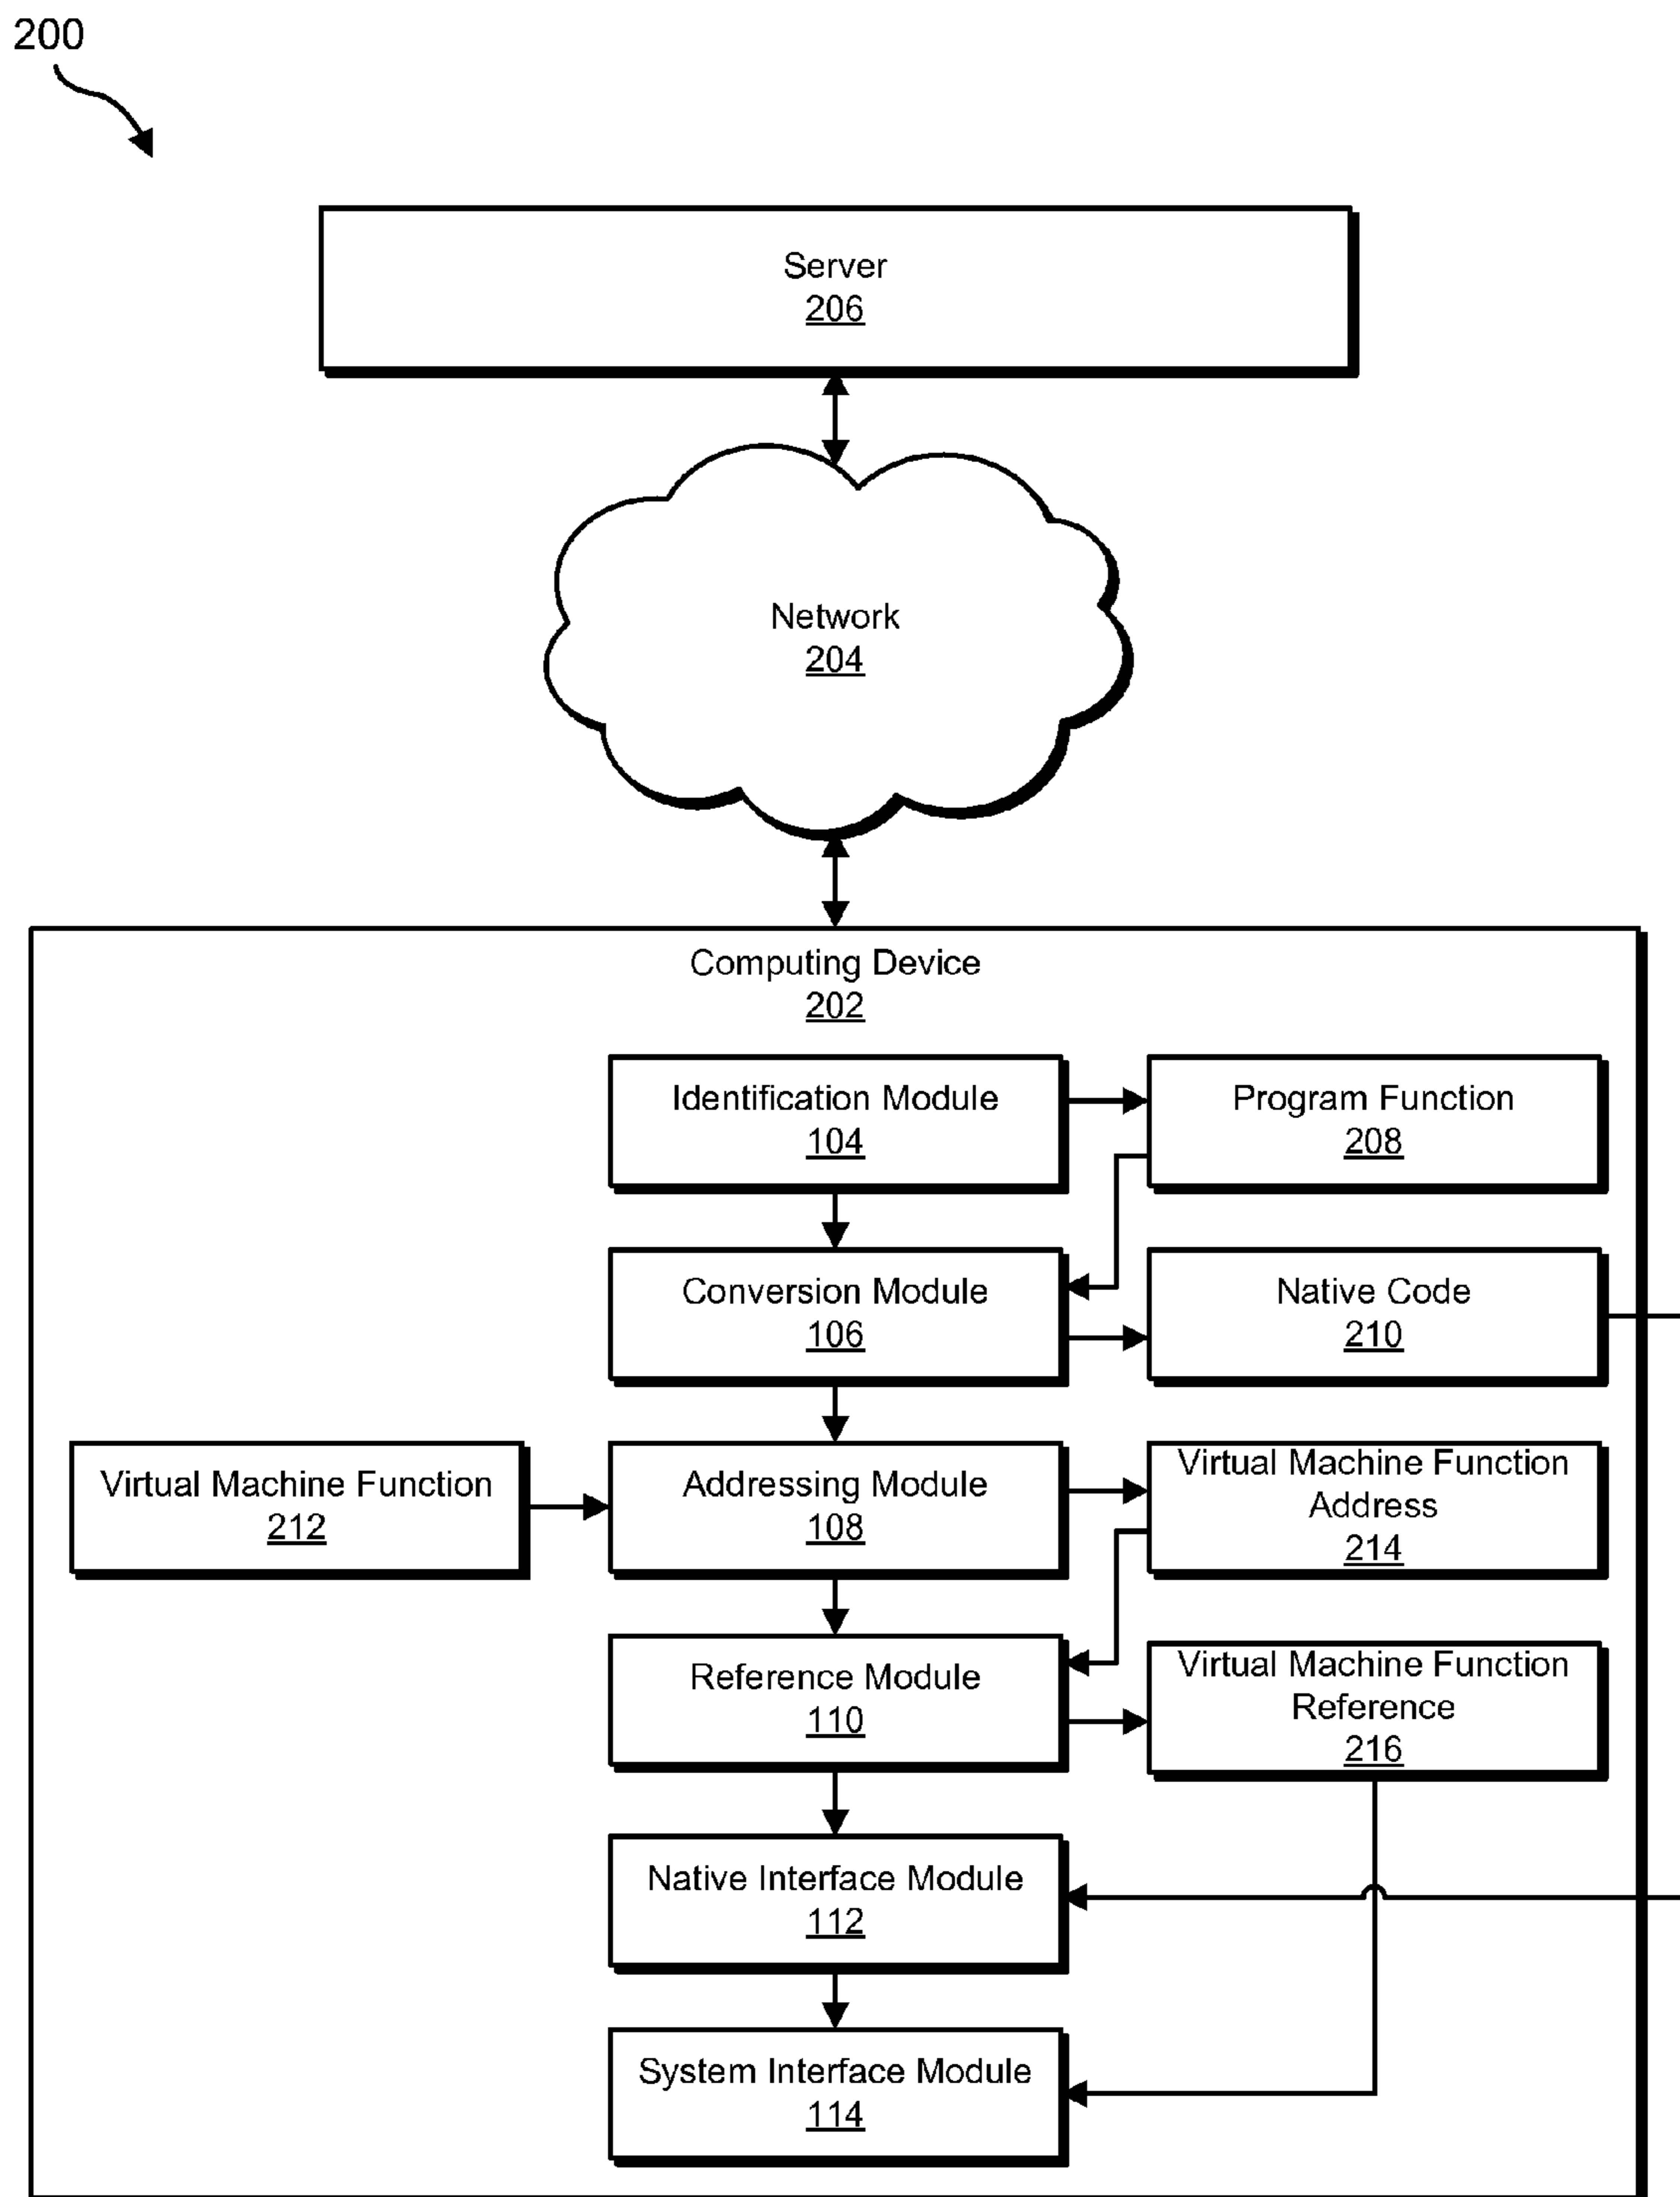 200
Server
206
Network
204
Computing Device
202
Identification Module
104
Program Function
208
Conversion Module
106
Native Code
210
Virtual Machine Function
212
Addressing Module
108
Virtual Machine Function
Address
214
Reference Module
110
Virtual Machine Function
Reference
216
Native Interface Module
112
System Interface Module
114